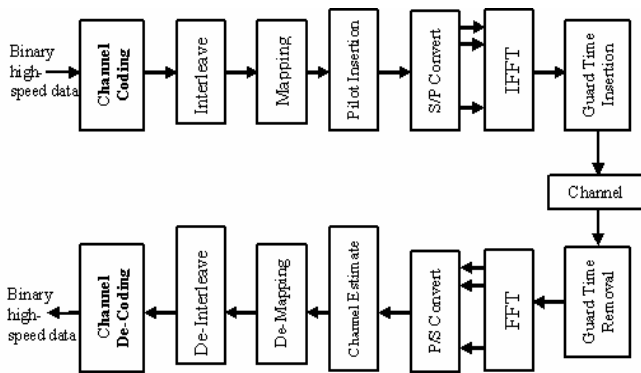 Binary
high-
speed data
Channel
Coding
Interleave
Mapping
Pilot Insertion
S/P Convert
IFFT
Guard Time
Insertion
Channel
Binary
high-
speed data
Channel
De-Coding
De-Interleave
De-Mapping
Channel Estimate
P/S Convert
FFT
Guard Time
Removal